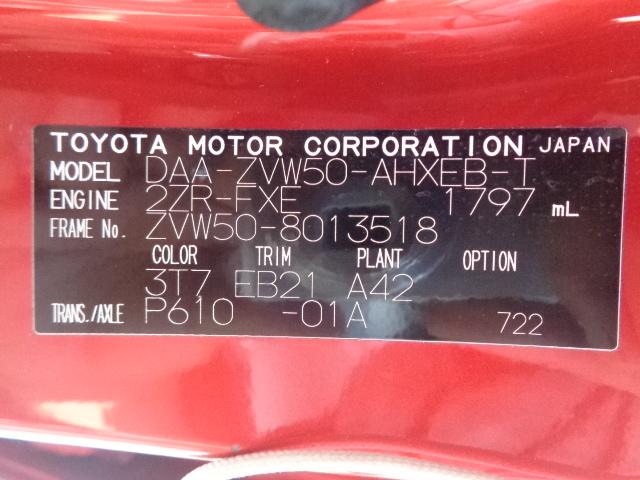 TOYOTA MOTOR CORPORATION JAPAN
MODEL DAA-ZVW50-AHXEB-T
ENGINE 2ZR-FXE 1797 mL
FRAME No. ZVW50-8013518
COLOR TRIM PLANT OPTION
3T7 EB21 A42
TRANS./AXLE P610 -01A 722